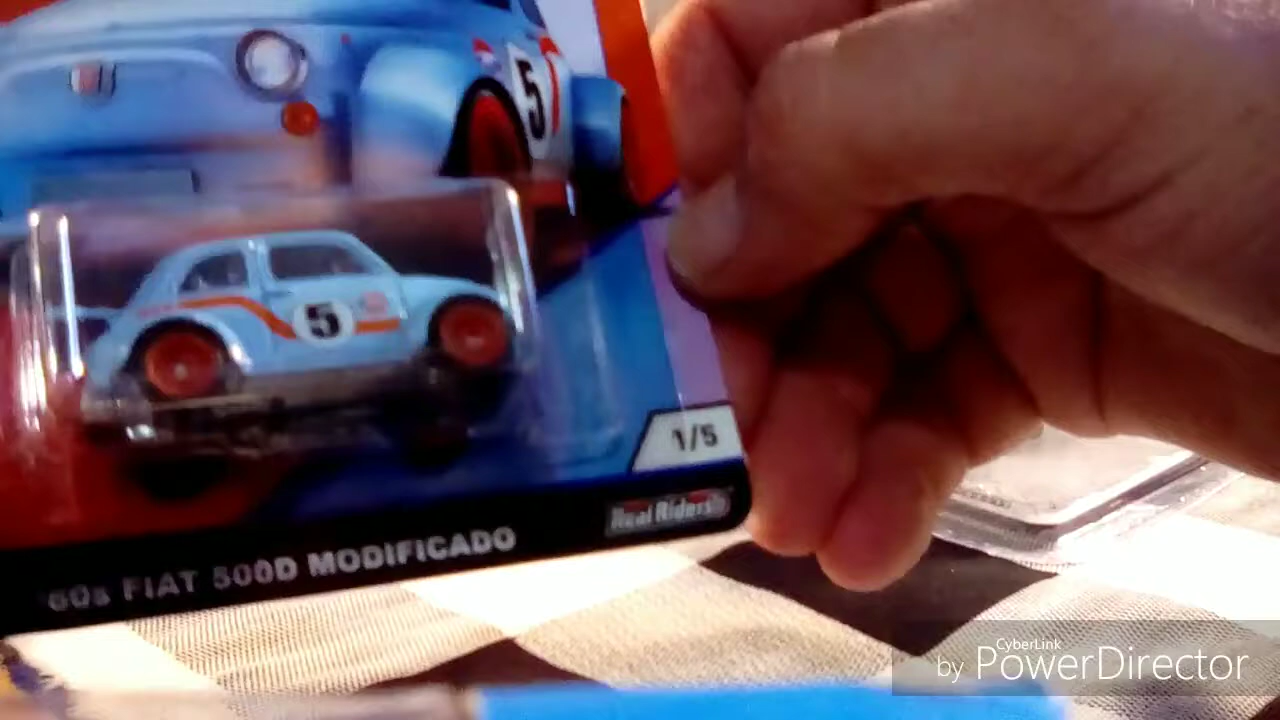 5
5
1/5
Real Riders
'60s FIAT 500D MODIFICADO
CyberLink
by PowerDirector